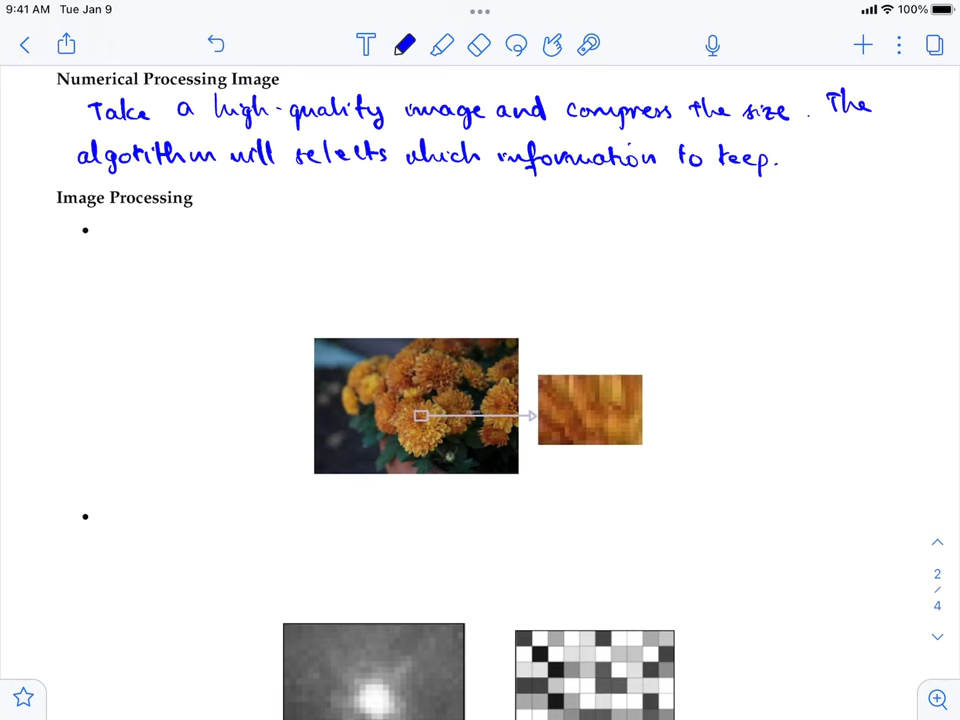 9:41 AM Tue Jan 9
100%
T
Numerical Processing Image
Take a high-quality image and compress the size. The
algorithm will selects which information to keep.
Image Processing
•
•
2
/
4